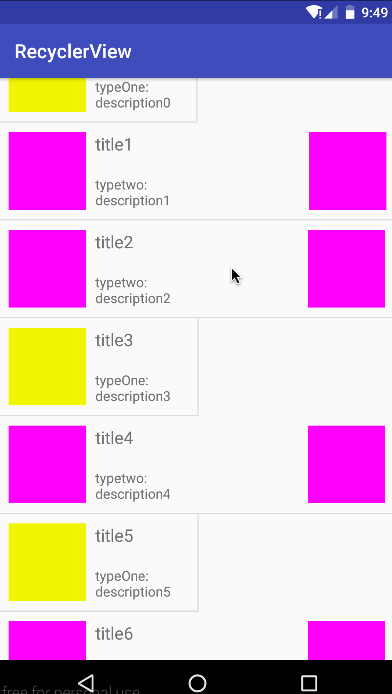 9:49
RecyclerView
typeOne:
description0
title1
typetwo:
description1
title2
typetwo:
description2
title3
typeOne:
description3
title4
typetwo:
description4
title5
typeOne:
description5
title6
free for personal use